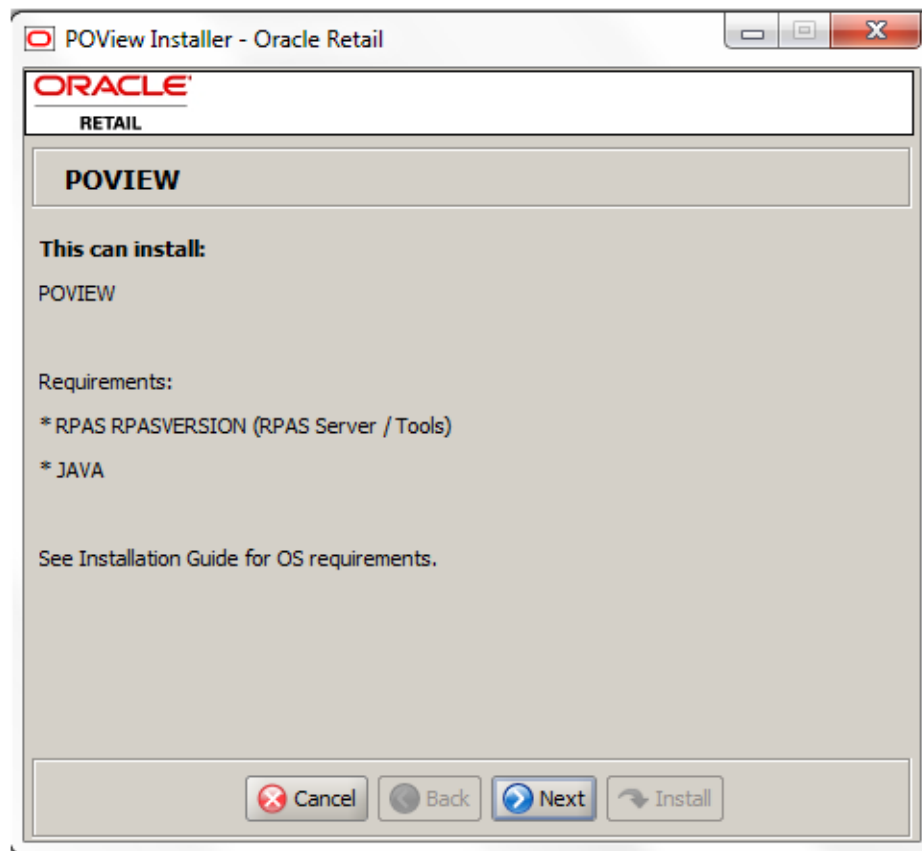 POView Installer - Oracle Retail
ORACLE'
RETAIL
POVIEW
This can install:
POVIEW
Requirements:
* RPAS RPASVERSION (RPAS Server / Tools)
* JAVA
See Installation Guide for OS requirements.
Cancel Back Next Install